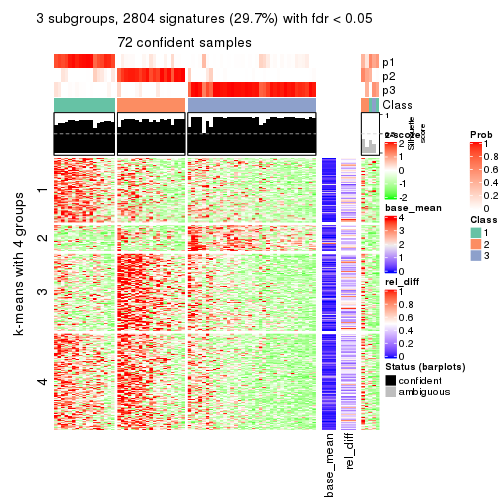 3 subgroups, 2804 signatures (29.7%) with fdr < 0.05
72 confident samples
p1
p2
p3
Class
1
0.5
Silhouette
score
k-means with 4 groups
1
2
3
4
base_mean
rel_diff
z-score
2
1
0
-1
-2
base_mean
4
3
2
1
0
rel_diff
1
0.8
0.6
0.4
0.2
0
Status (barplots)
confident
ambiguous
Prob
1
0.8
0.6
0.4
0.2
0
Class
1
2
3